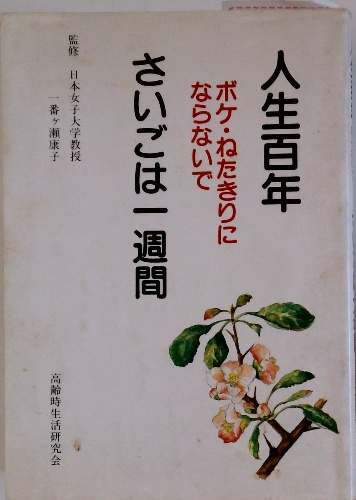 人生百年
ボケ・ねたきりに
ならないで
さいごは一週間
監修 日本女子大学教授
一番ヶ瀬康子
高齢時生活研究会